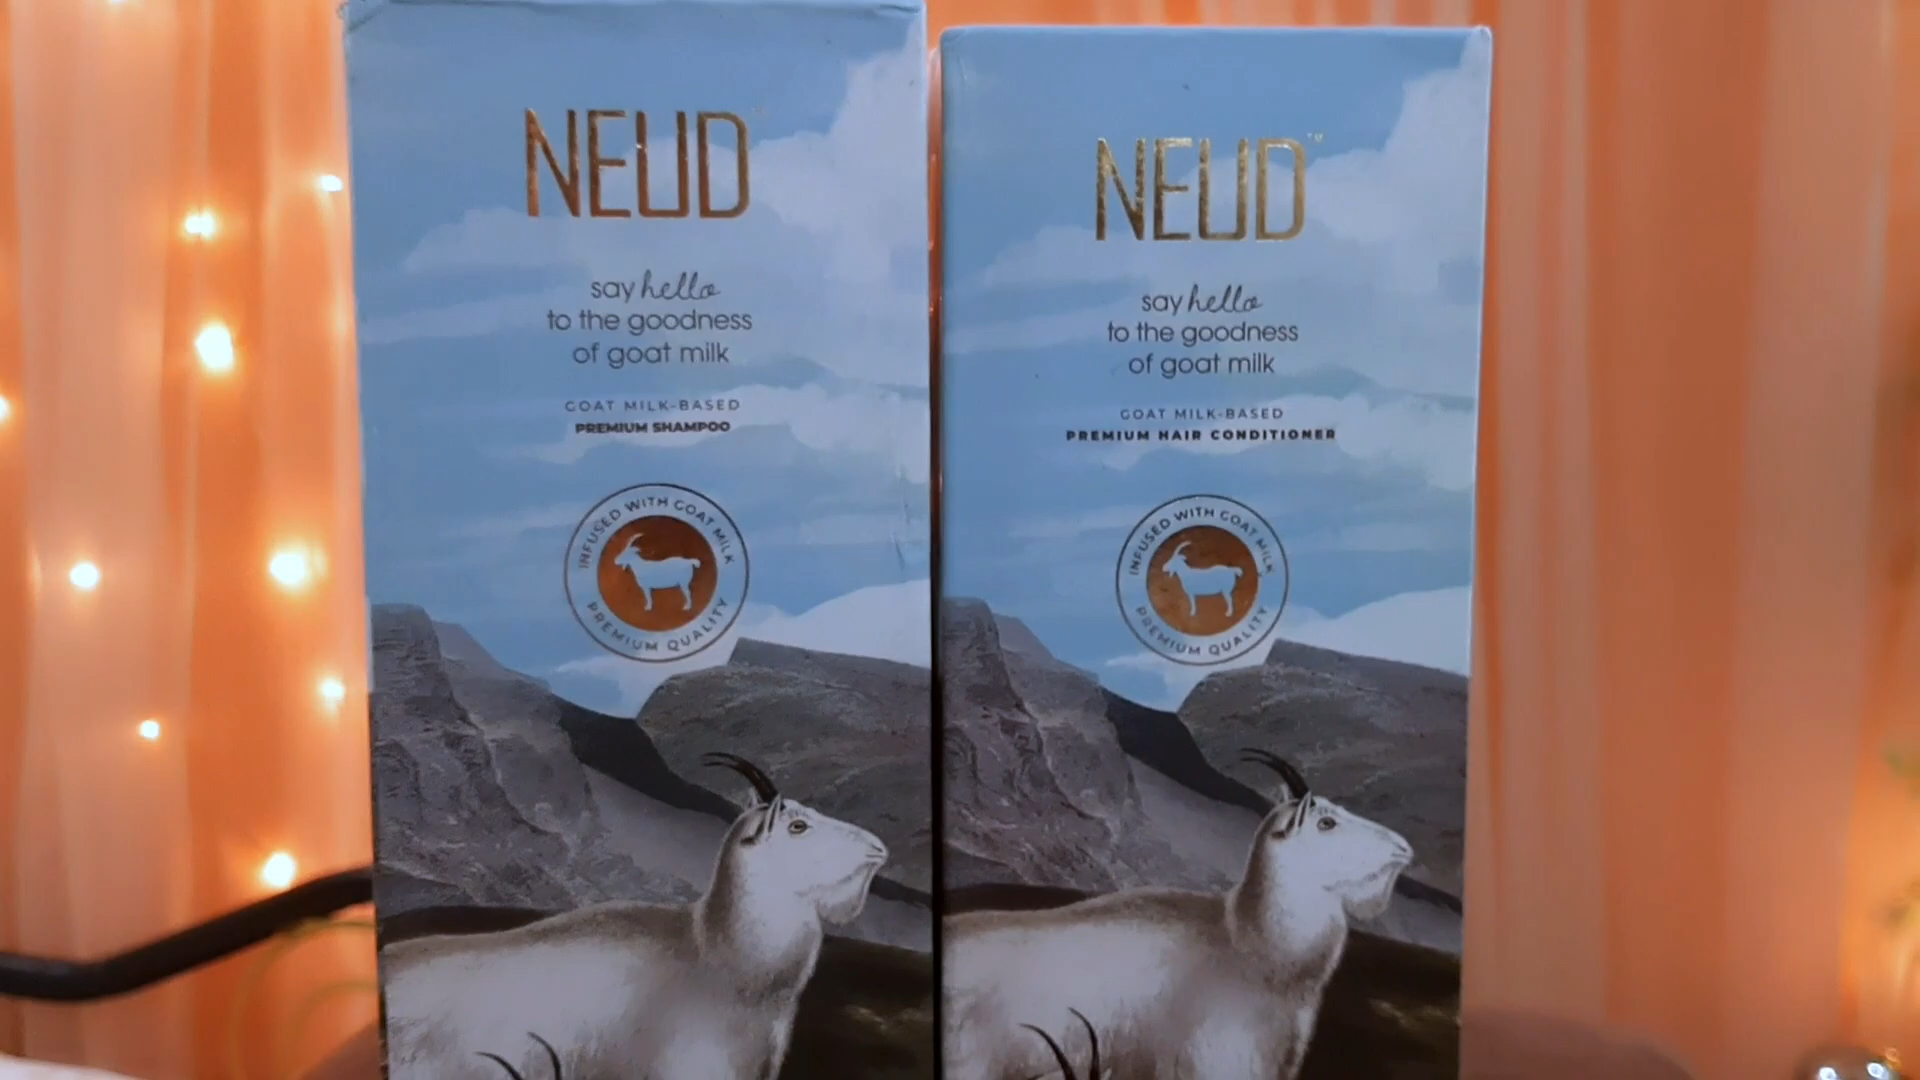 NEUD
say hello
to the goodness
of goat milk
GOAT MILK-BASED
PREMIUM SHAMPOO
INFUSED WITH GOAT MILK
PREMIUM QUALITY
NEUD™
say hello
to the goodness
of goat milk
GOAT MILK-BASED
PREMIUM HAIR CONDITIONER
INFUSED WITH GOAT MILK
PREMIUM QUALITY